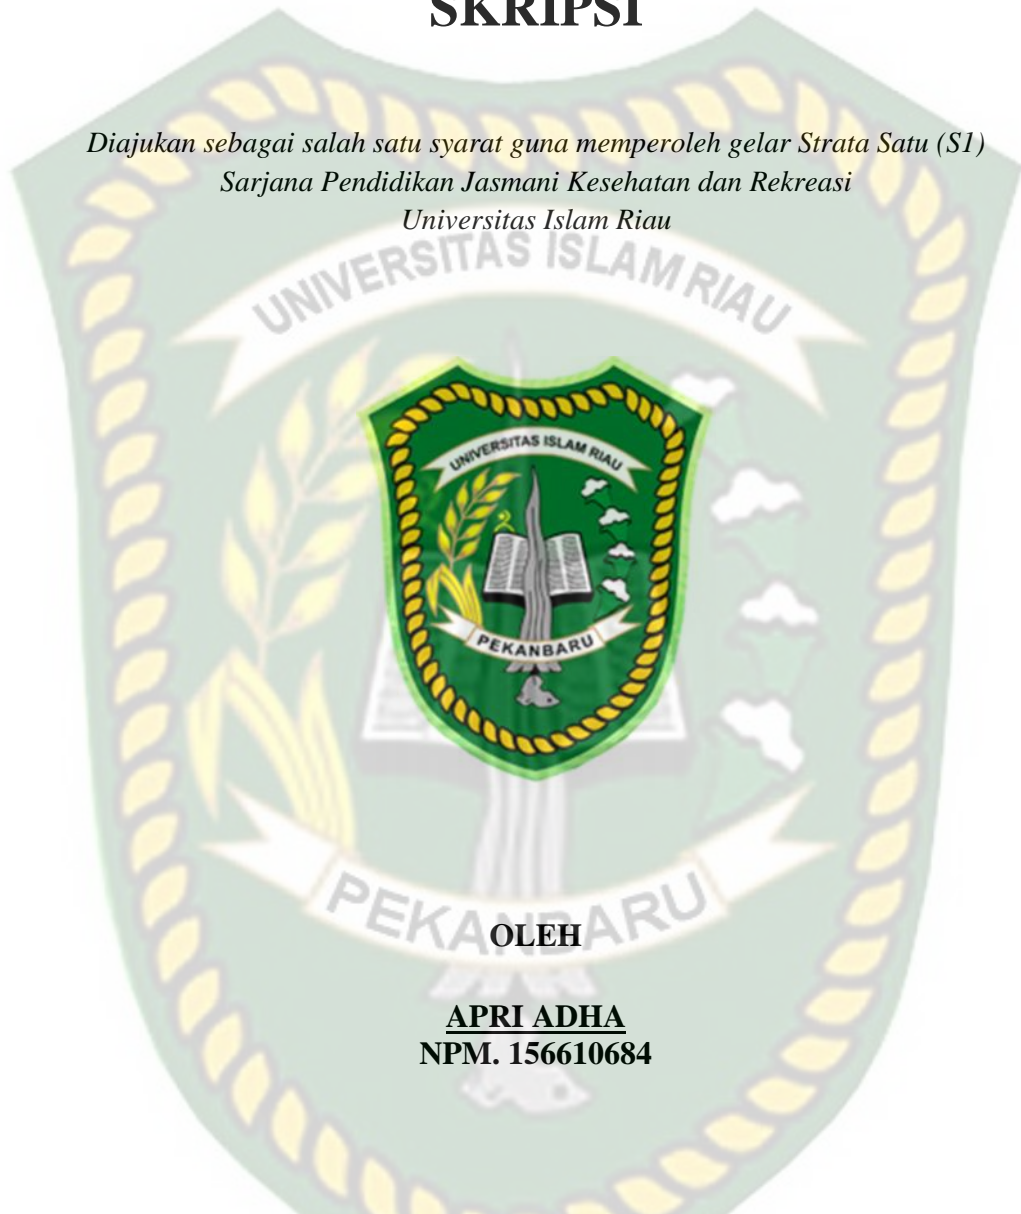 SKRIPSI
Diajukan sebagai salah satu syarat guna memperoleh gelar Strata Satu (S1)
Sarjana Pendidikan Jasmani Kesehatan dan Rekreasi
Universitas Islam Riau
UNIVERSITAS ISLAM RIAU
UNIVERSITAS ISLAM RIAU
PEKANBARU
PEKANBARU
OLEH
APRI ADHA
NPM. 156610684